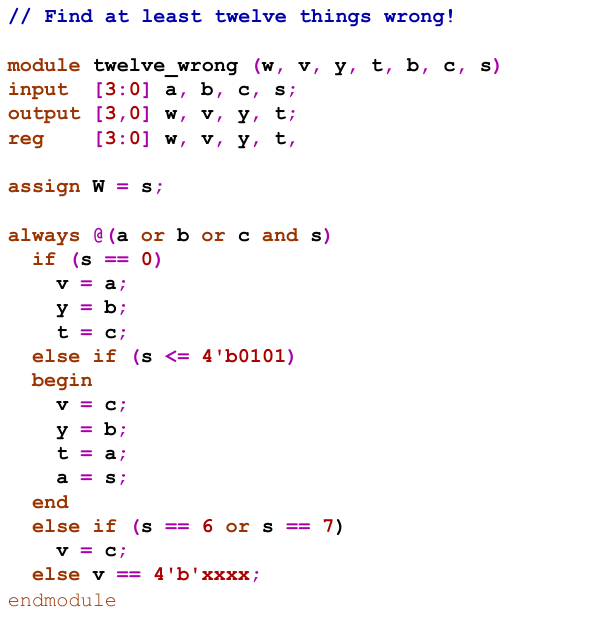 // Find at least twelve things wrong!
module twelve_wrong (w, v, y, t, b, c, s)
input  [3:0] a, b, c, s;
output [3,0] w, v, y, t;
reg    [3:0] w, v, y, t,
assign W = s;
always @(a or b or c and s)
  if (s == 0)
    v = a;
    y = b;
    t = c;
  else if (s <= 4'b0101)
  begin
    v = c;
    y = b;
    t = a;
    a = s;
  end
  else if (s == 6 or s == 7)
    v = c;
  else v == 4'b'xxxx;
endmodule